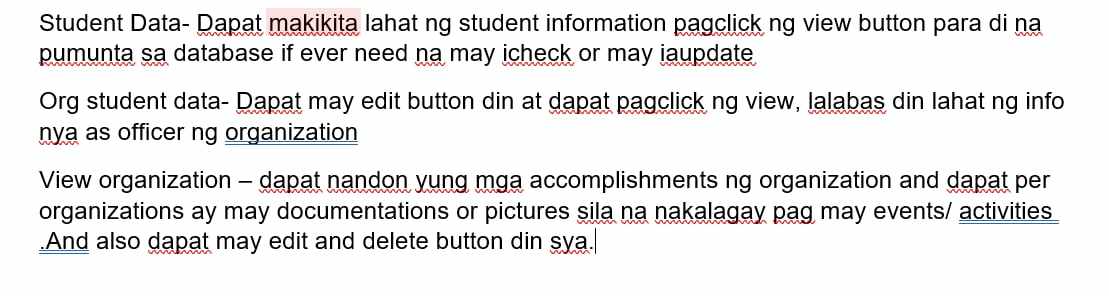 Student Data- Dapat makikita lahat ng student information pagclick ng view button para di na
pumunta sa database if ever need na may icheck or may iaupdate
Org student data- Dapat may edit button din at dapat pagclick ng view, lalabas din lahat ng info
nya as officer ng organization
View organization – dapat nandon yung mga accomplishments ng organization and dapat per
organizations ay may documentations or pictures sila na nakalagay pag may events/ activities
.And also dapat may edit and delete button din sya.